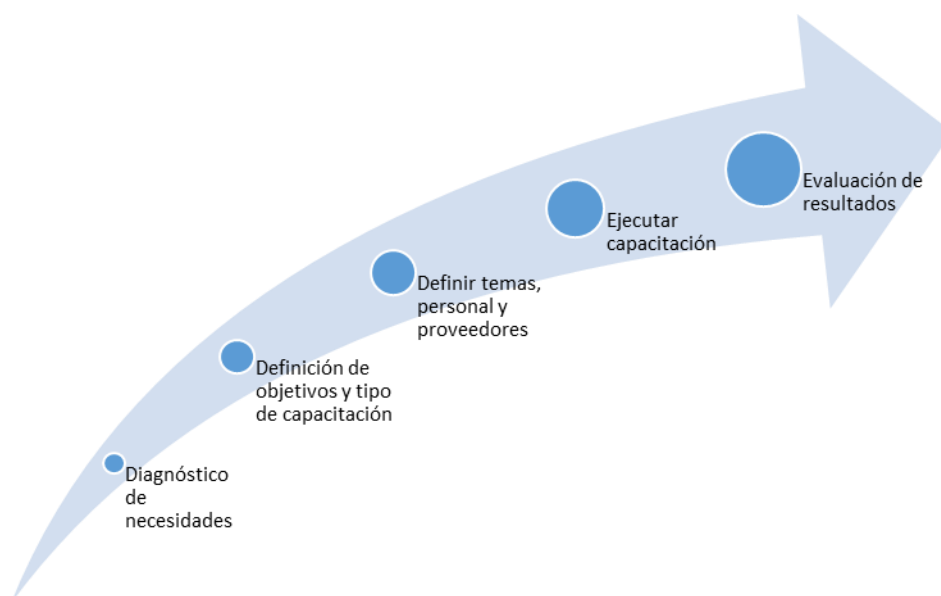 Diagnóstico
de
necesidades
Definición de
objetivos y tipo
de capacitación
Definir temas,
personal y
proveedores
Ejecutar
capacitación
Evaluación de
resultados